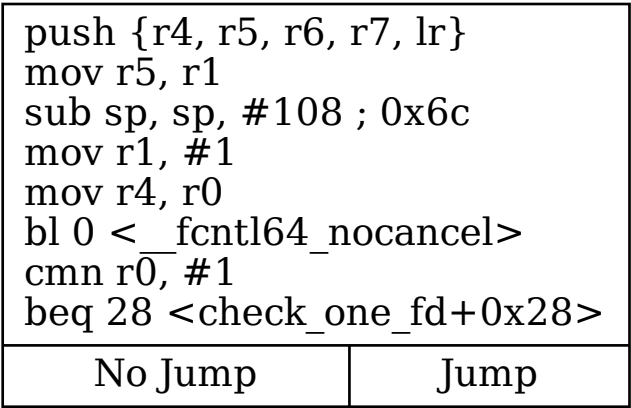 push {r4, r5, r6, r7, lr}
mov r5, r1
sub sp, sp, #108 ; 0x6c
mov r1, #1
mov r4, r0
bl 0 <__fcntl64_nocancel>
cmn r0, #1
beq 28 <check_one_fd+0x28>
No Jump Jump